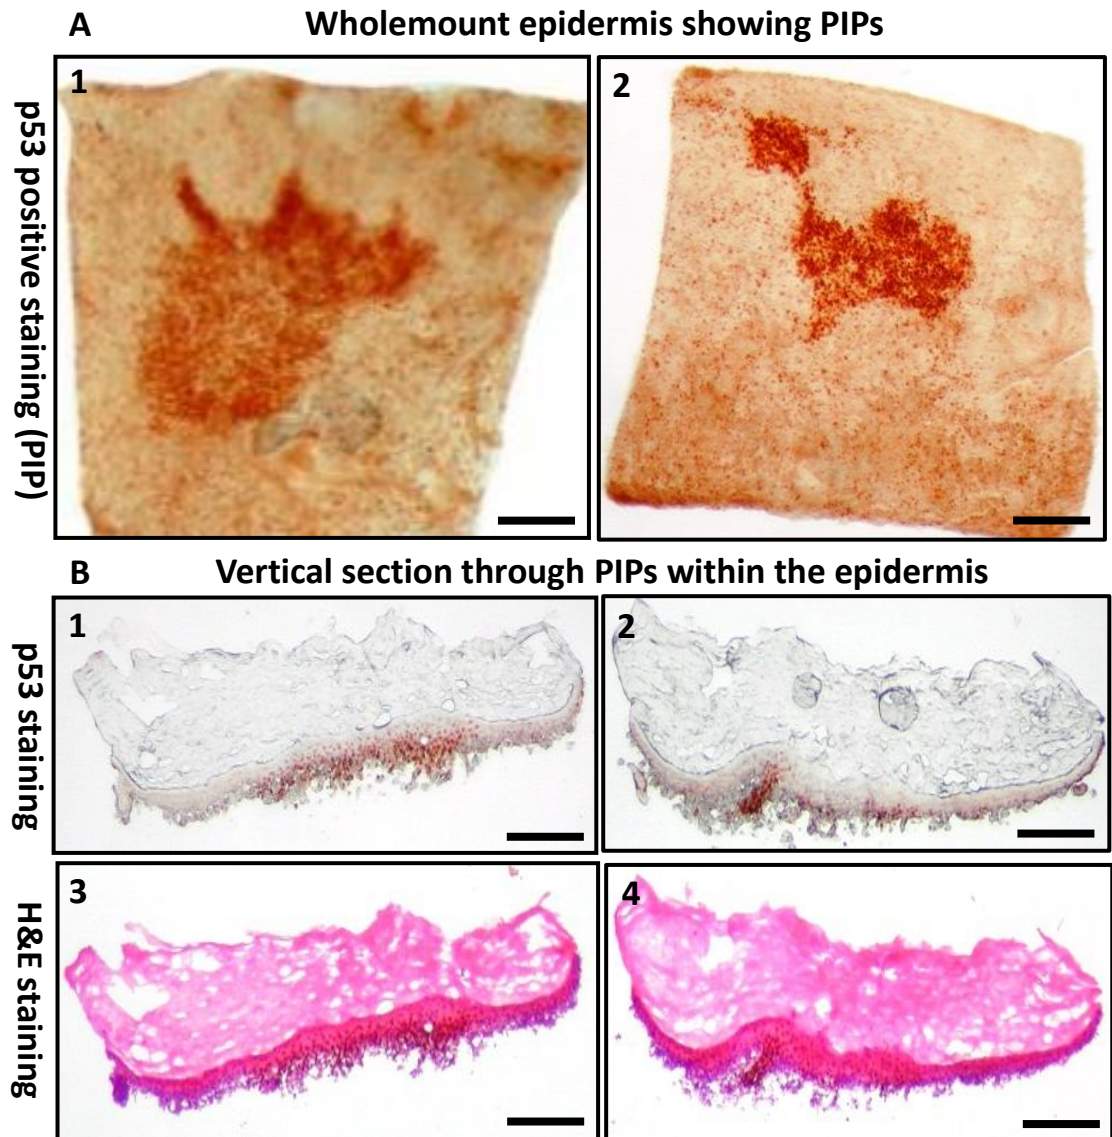 A
Wholemount epidermis showing PIPs
p53 positive staining (PIP)
1
2
B
Vertical section through PIPs within the epidermis
p53 staining
1
2
H&E staining
3
4